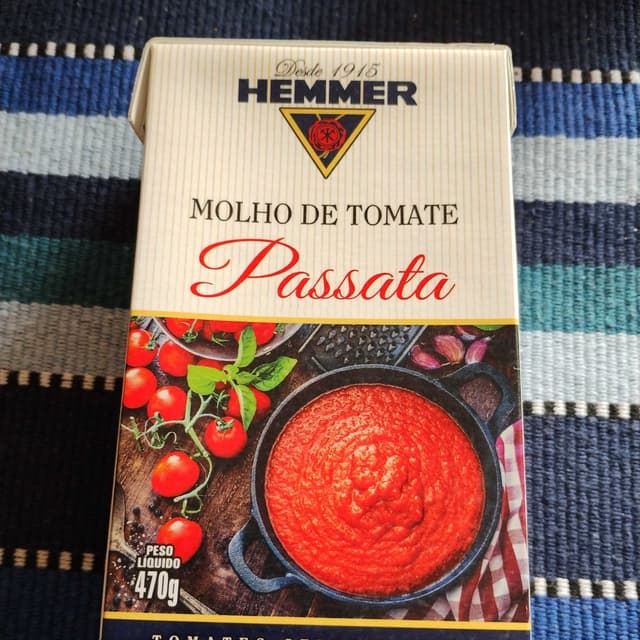 Desde 1915
HEMMER
MOLHO DE TOMATE
Passata
PESO
LÍQUIDO
470g